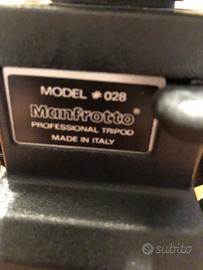 MODEL # 028
Manfrotto®
PROFESSIONAL TRIPOD
MADE IN ITALY
subito